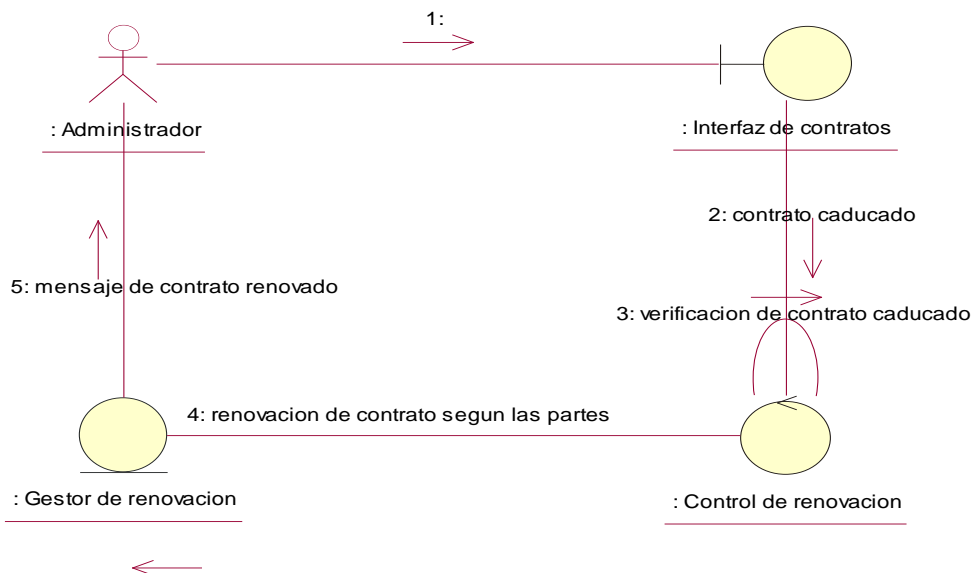 1:
: Administrador
: Interfaz de contratos
2: contrato caducado
5: mensaje de contrato renovado
3: verificacion de contrato caducado
4: renovacion de contrato segun las partes
: Gestor de renovacion
: Control de renovacion